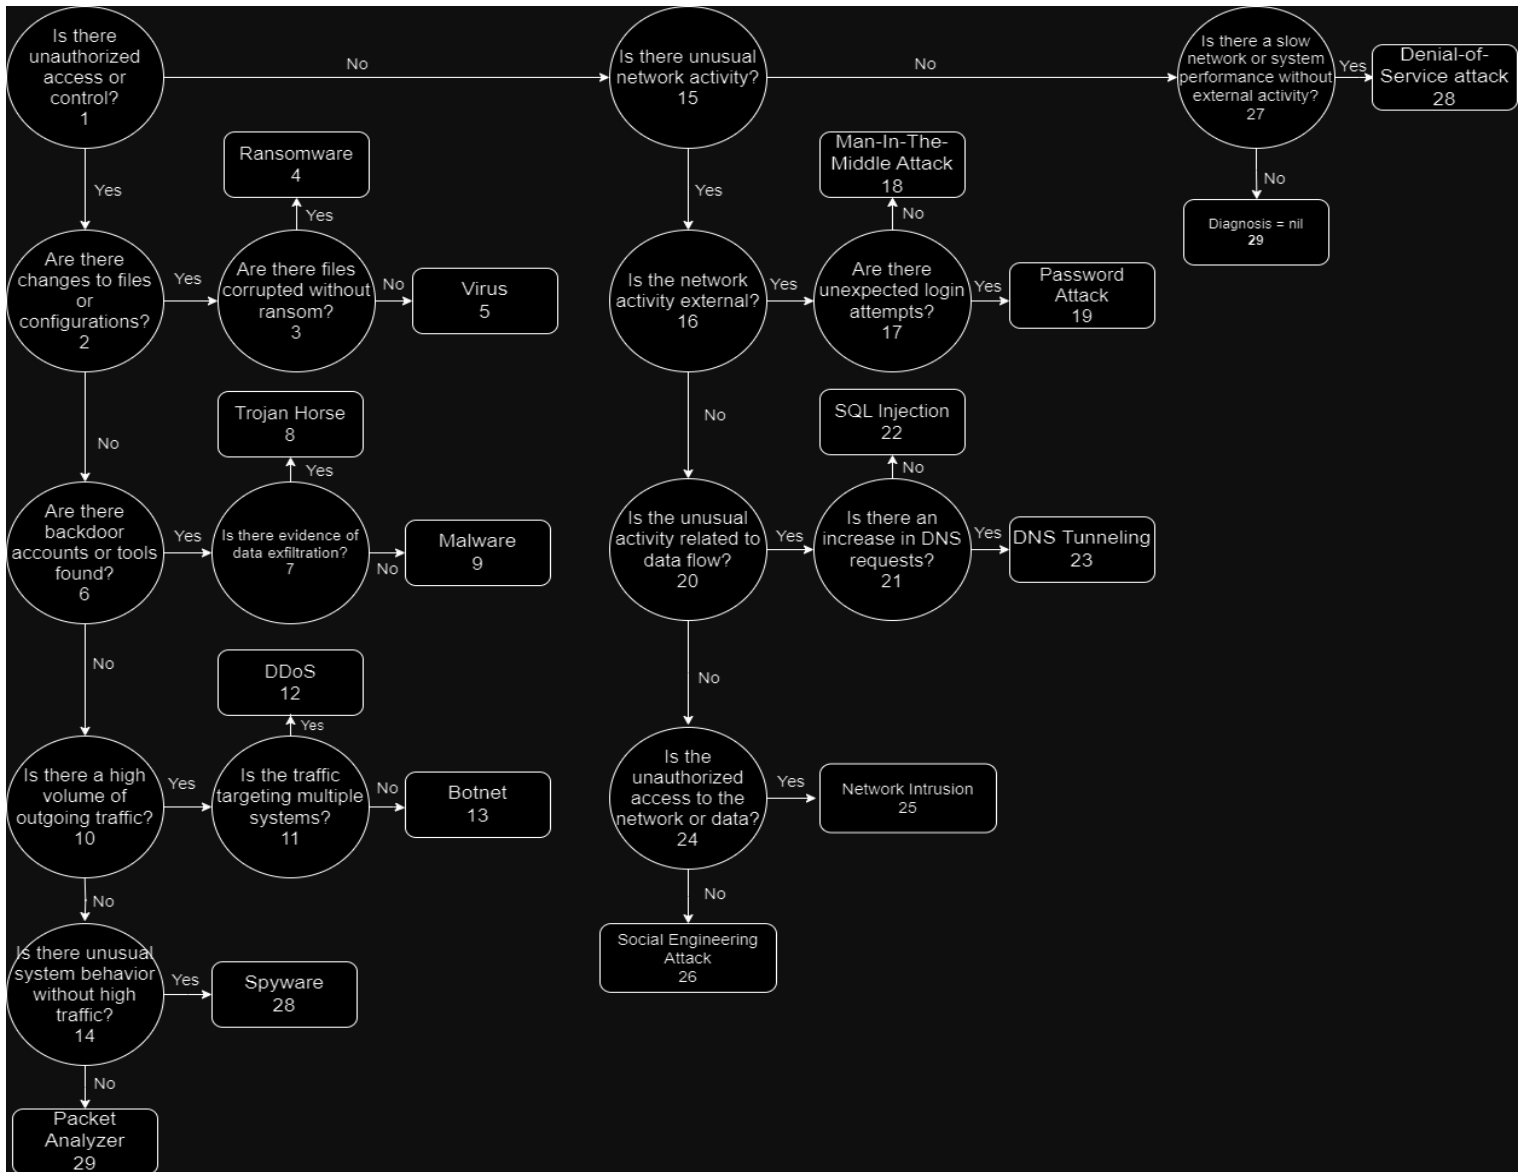 Is there
unauthorized
access or
control?
1
No
Is there unusual
network activity?
15
No
Is there a slow
network or system
performance without
external activity?
27
Yes
Denial-of-
Service attack
28
Yes
Ransomware
4
Yes
Yes
Man-In-The-
Middle Attack
18
No
No
Diagnosis = nil
29
Are there
changes to files
or
configurations?
2
Yes
Are there files
corrupted without
ransom?
3
No
Virus
5
Is the network
activity external?
16
Yes
Are there
unexpected login
attempts?
17
Yes
Password
Attack
19
No
Trojan Horse
8
Yes
No
SQL Injection
22
No
Are there
backdoor
accounts or tools
found?
6
Yes
Is there evidence of
data exfiltration?
7
No
Malware
9
Is the unusual
activity related to
data flow?
20
Yes
Is there an
increase in DNS
requests?
21
Yes
DNS Tunneling
23
No
DDoS
12
Yes
No
Is there a high
volume of
outgoing traffic?
10
Yes
Is the traffic
targeting multiple
systems?
11
No
Botnet
13
Is the
unauthorized
access to the
network or data?
24
Yes
Network Intrusion
25
No
No
Is there unusual
system behavior
without high
traffic?
14
Yes
Spyware
28
Social Engineering
Attack
26
No
Packet
Analyzer
29